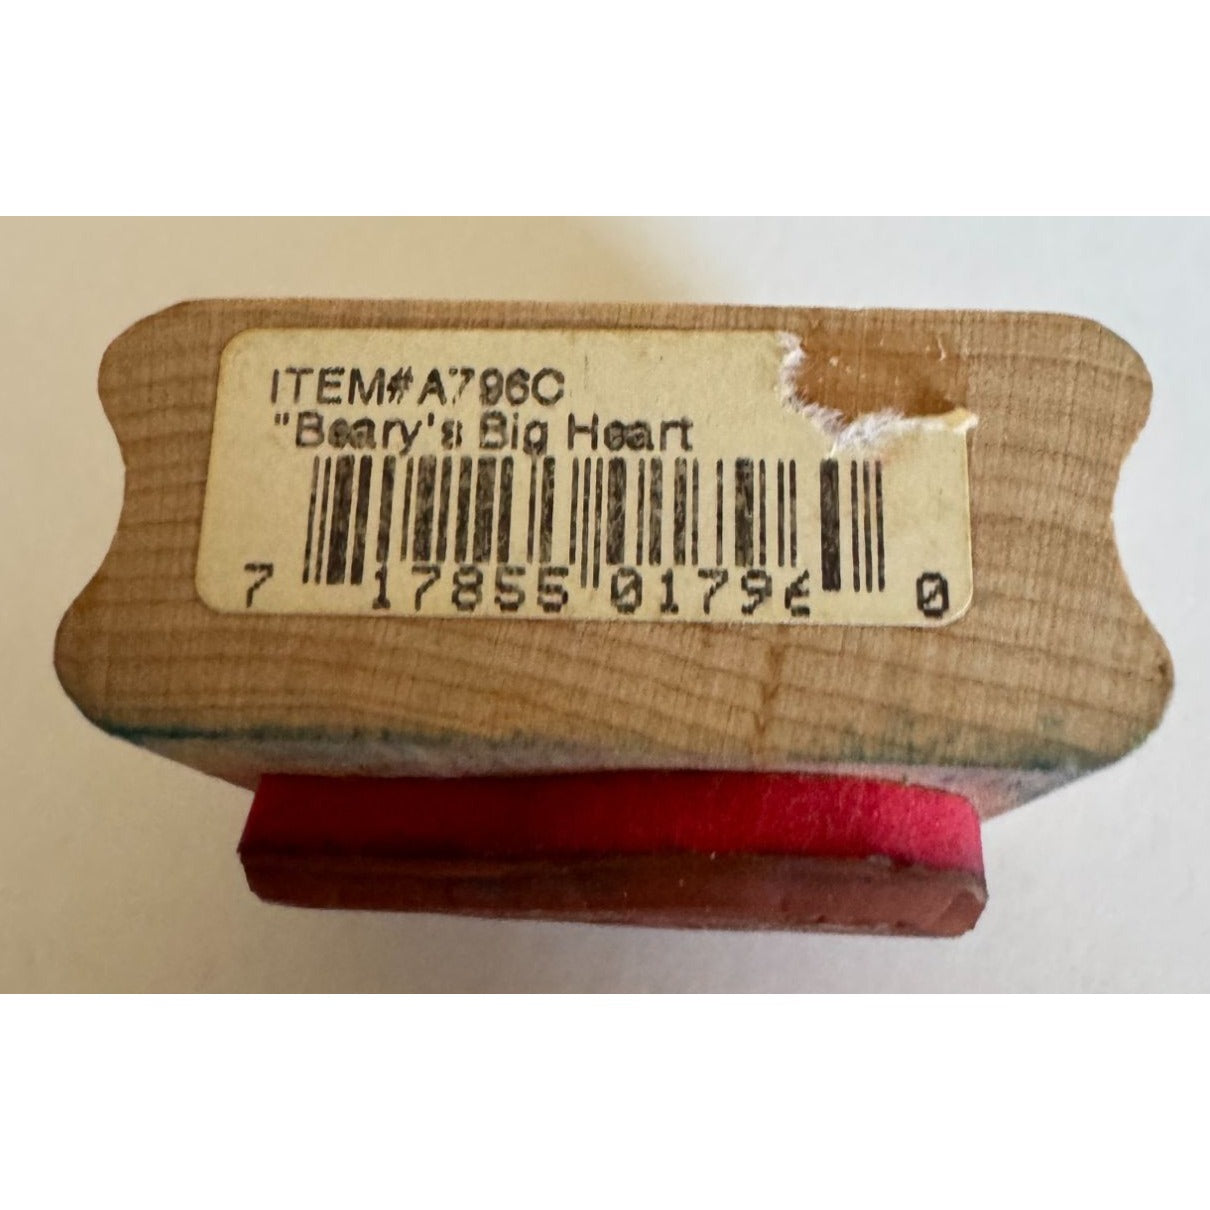 ITEM# A796C
"Beary's Big Heart
7 17855 01796 0